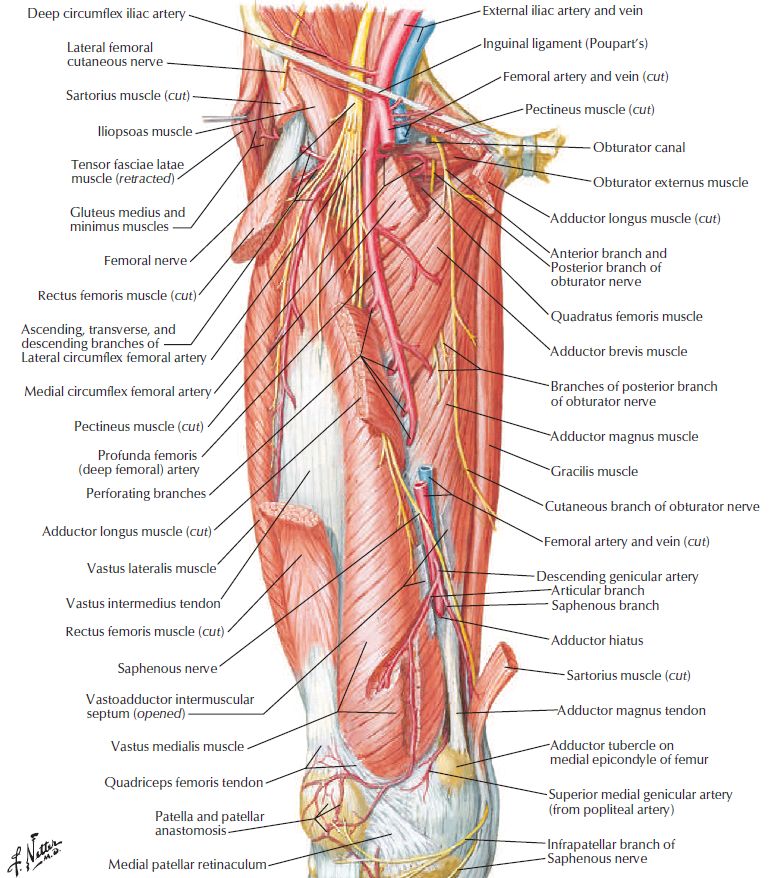 Deep circumflex iliac artery
Lateral femoral
cutaneous nerve
Sartorius muscle (cut)
Iliopsoas muscle
Tensor fasciae latae
muscle (retracted)
Gluteus medius and
minimus muscles
Femoral nerve
Rectus femoris muscle (cut)
Ascending, transverse, and
descending branches of
Lateral circumflex femoral artery
Medial circumflex femoral artery
Pectineus muscle (cut)
Profunda femoris
(deep femoral) artery
Perforating branches
Adductor longus muscle (cut)
Vastus lateralis muscle
Vastus intermedius tendon
Rectus femoris muscle (cut)
Saphenous nerve
Vastoadductor intermuscular
septum (opened)
Vastus medialis muscle
Quadriceps femoris tendon
Patella and patellar
anastomosis
Medial patellar retinaculum
External iliac artery and vein
Inguinal ligament (Poupart's)
Femoral artery and vein (cut)
Pectineus muscle (cut)
Obturator canal
Obturator externus muscle
Adductor longus muscle (cut)
Anterior branch and
Posterior branch of
obturator nerve
Quadratus femoris muscle
Adductor brevis muscle
Branches of posterior branch
of obturator nerve
Adductor magnus muscle
Gracilis muscle
Cutaneous branch of obturator nerve
Femoral artery and vein (cut)
Descending genicular artery
Articular branch
Saphenous branch
Adductor hiatus
Sartorius muscle (cut)
Adductor magnus tendon
Adductor tubercle on
medial epicondyle of femur
Superior medial genicular artery
(from popliteal artery)
Infrapatellar branch of
Saphenous nerve
F. Netter
M.D.